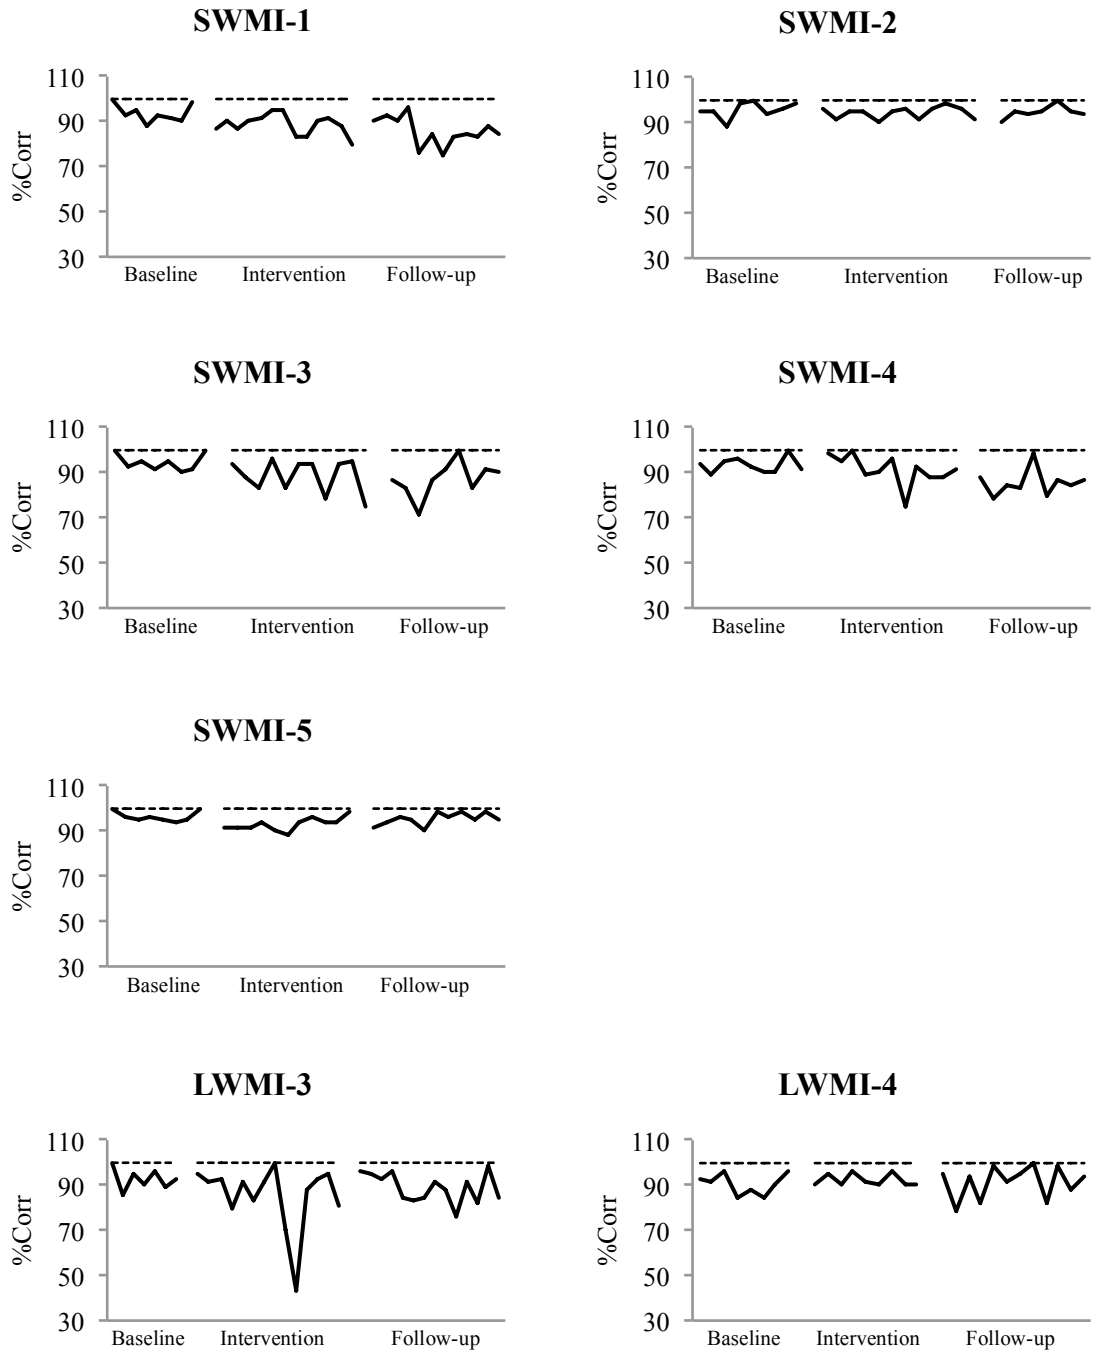 SWMI-1
SWMI-2
110
90
70
50
30
%Corr
Baseline Intervention Follow-up
110
90
70
50
30
%Corr
Baseline Intervention Follow-up
SWMI-3
SWMI-4
110
90
70
50
30
%Corr
Baseline Intervention Follow-up
110
90
70
50
30
%Corr
Baseline Intervention Follow-up
SWMI-5
110
90
70
50
30
%Corr
Baseline Intervention Follow-up
LWMI-3
LWMI-4
110
90
70
50
30
%Corr
Baseline Intervention Follow-up
110
90
70
50
30
%Corr
Baseline Intervention Follow-up